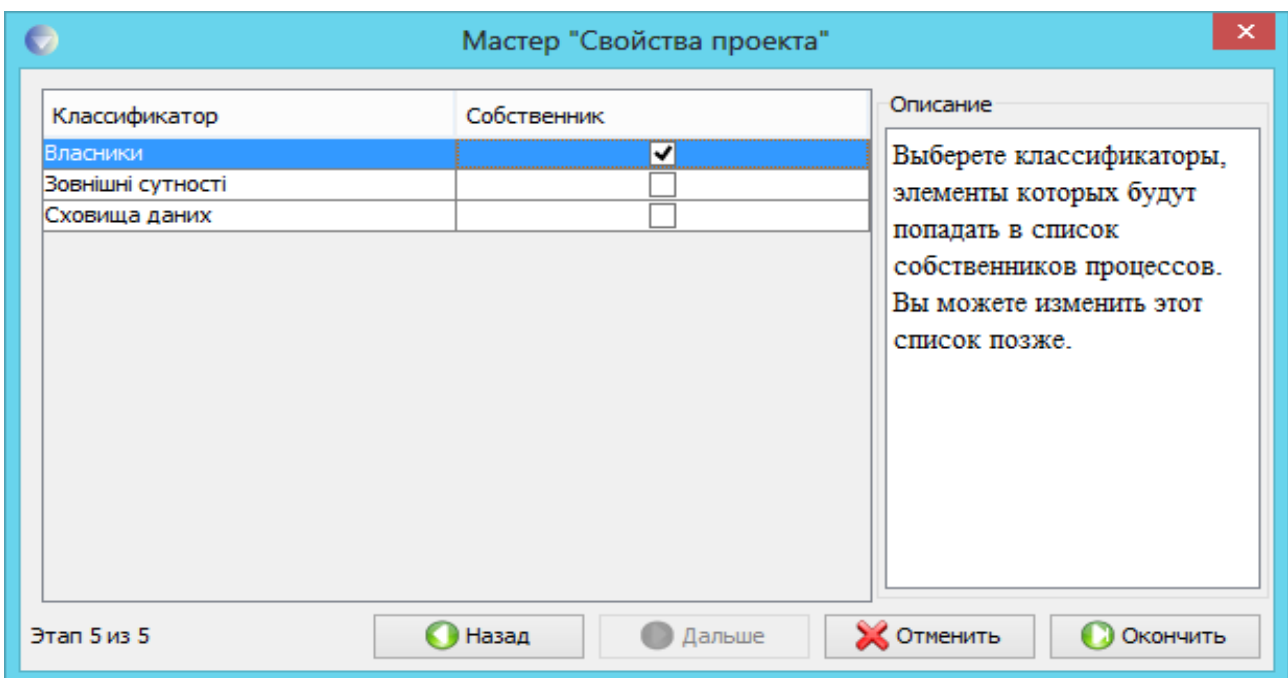 Мастер "Свойства проекта"
Классификатор Собственник
Власники
Зовнішні сутності
Сховища даних
Описание
Выберете классификаторы,
элементы которых будут
попадать в список
собственников процессов.
Вы можете изменить этот
список позже.
Этап 5 из 5 Назад Дальше Отменить Окончить